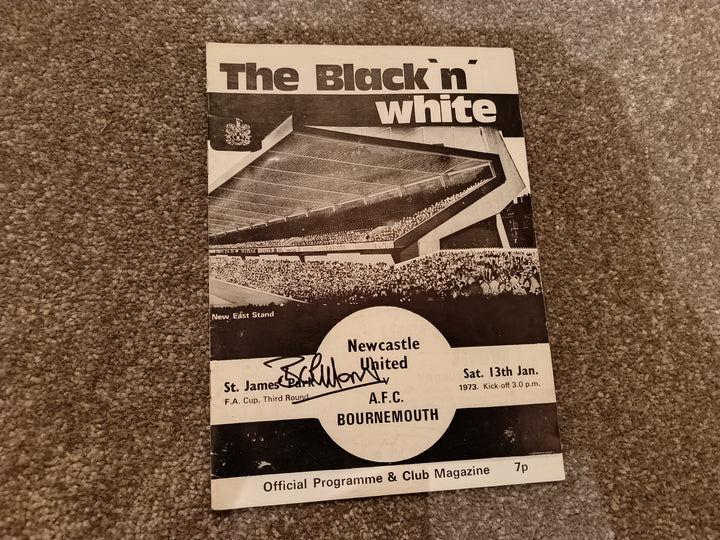 The Black 'n'
white
New East Stand
Newcastle
United
v
A.F.C.
BOURNEMOUTH
St. James' Park
F.A. Cup, Third Round
Sat. 13th Jan.
1973. Kick-off 3.0 p.m.
Official Programme & Club Magazine 7p